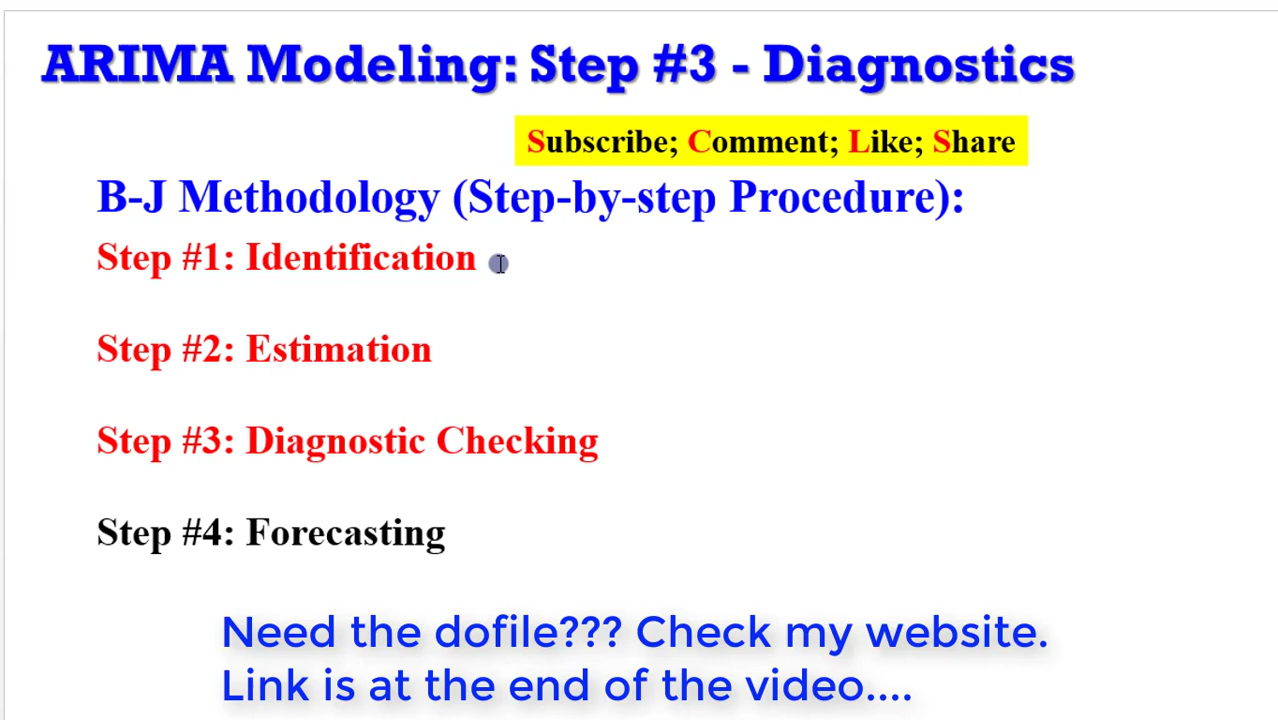 ARIMA Modeling: Step #3 - Diagnostics
Subscribe; Comment; Like; Share
B-J Methodology (Step-by-step Procedure):
Step #1: Identification
Step #2: Estimation
Step #3: Diagnostic Checking
Step #4: Forecasting
Need the dofile??? Check my website.
Link is at the end of the video....